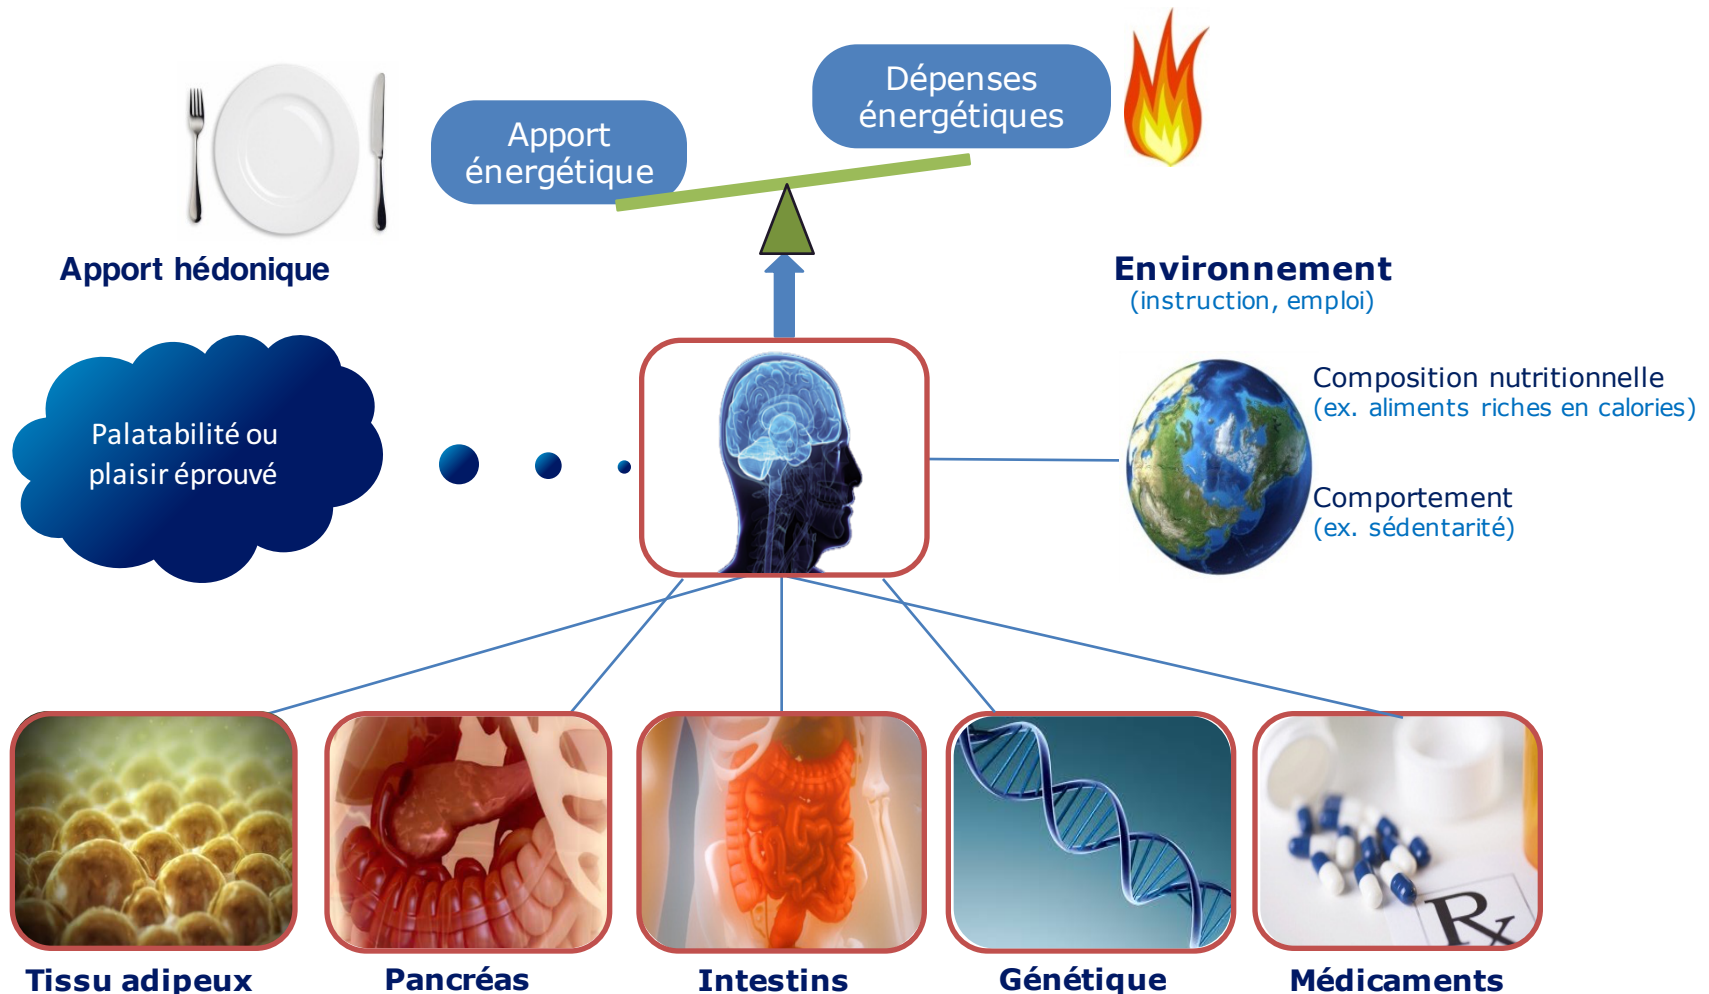 Dépenses
énergétiques
Apport
énergétique
Apport hédonique
Environnement
(instruction, emploi)
Palatabilité ou
plaisir éprouvé
Composition nutritionnelle
(ex. aliments riches en calories)
Comportement
(ex. sédentarité)
Rx
Tissu adipeux
Pancréas
Intestins
Génétique
Médicaments